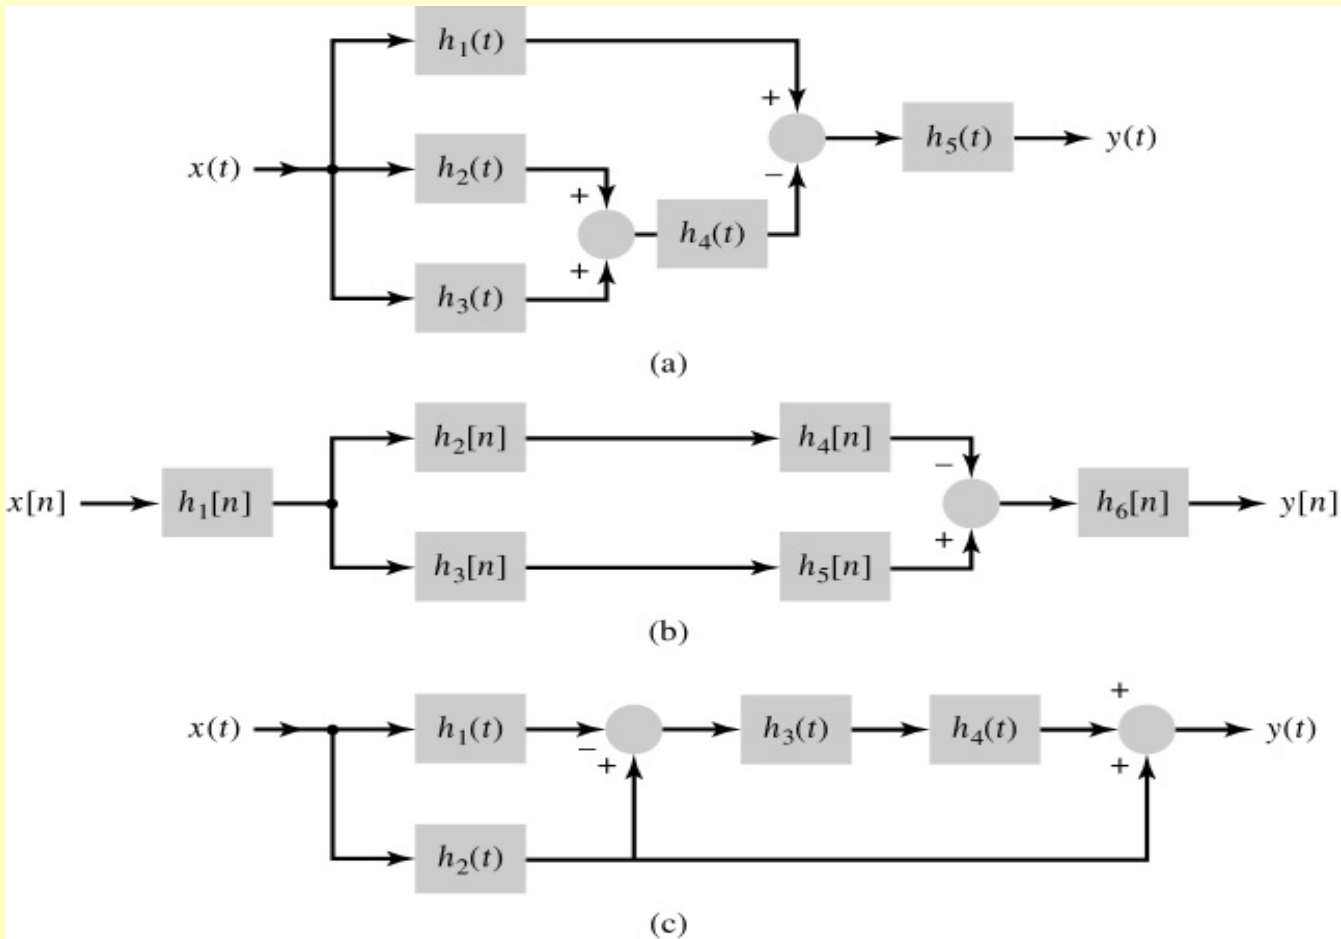 h₁(t)
+
x(t) h₂(t) h₅(t) y(t)
+ −
h₄(t)
+
h₃(t)
(a)
h₂[n] h₄[n]
−
x[n] h₁[n] h₆[n] y[n]
+
h₃[n] h₅[n]
(b)
+
x(t) h₁(t) h₃(t) h₄(t) y(t)
− + +
h₂(t)
(c)